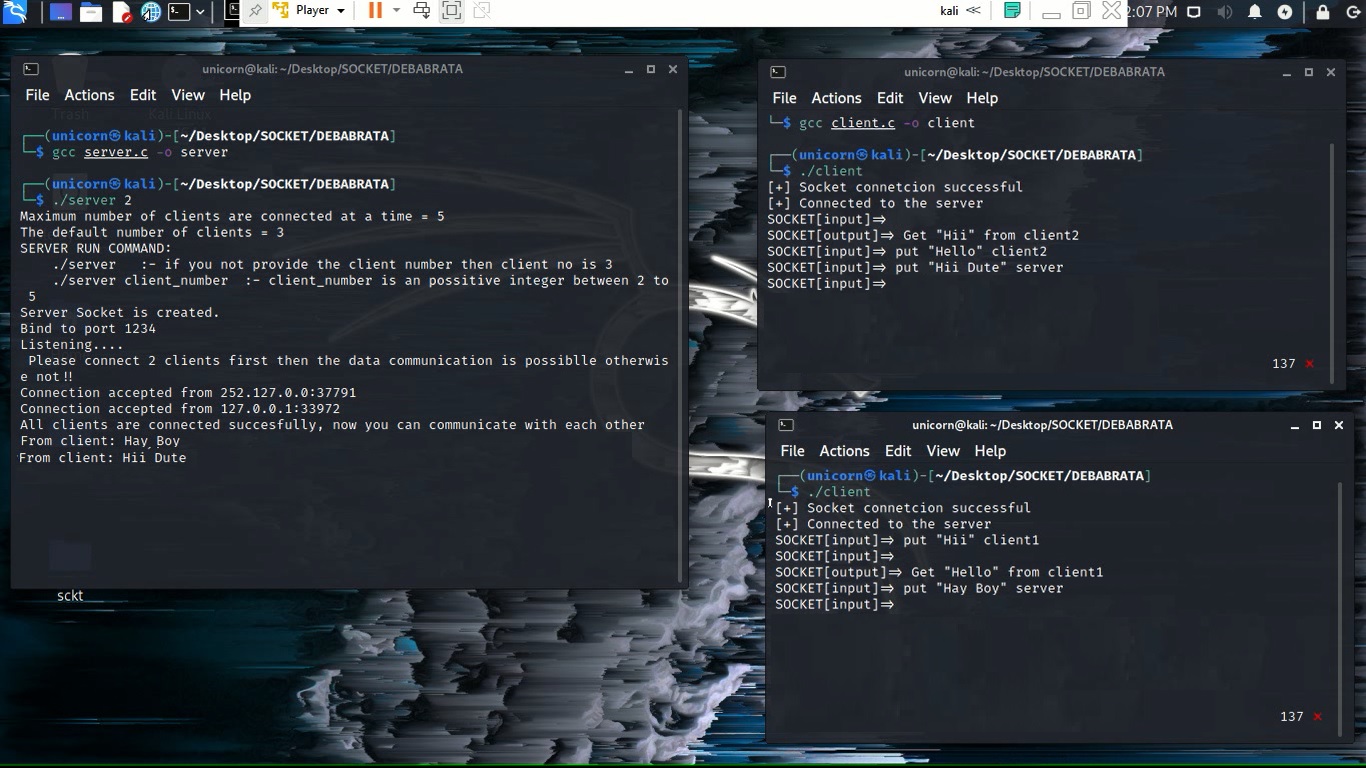 Player
kali
2:07 PM
unicorn@kali: ~/Desktop/SOCKET/DEBABRATA
File Actions Edit View Help
Trash
Kali Linux
┌──(unicorn㉿kali)-[~/Desktop/SOCKET/DEBABRATA]
└─$ gcc server.c -o server
┌──(unicorn㉿kali)-[~/Desktop/SOCKET/DEBABRATA]
└─$ ./server 2
Maximum number of clients are connected at a time = 5
The default number of clients = 3
SERVER RUN COMMAND:
./server :- if you not provide the client number then client no is 3
./server client_number :- client_number is an possitive integer between 2 to
5
Server Socket is created.
Bind to port 1234
Listening....
Please connect 2 clients first then the data communication is possiblle otherwis
e not!!
Connection accepted from 252.127.0.0:37791
Connection accepted from 127.0.0.1:33972
All clients are connected succesfully, now you can communicate with each other
From client: Hay Boy
From client: Hii Dute
sckt
unicorn@kali: ~/Desktop/SOCKET/DEBABRATA
File Actions Edit View Help
└─$ gcc client.c -o client
┌──(unicorn㉿kali)-[~/Desktop/SOCKET/DEBABRATA]
└─$ ./client
[+] Socket connetcion successful
[+] Connected to the server
SOCKET[input]=>
SOCKET[output]=> Get "Hii" from client2
SOCKET[input]=> put "Hello" client2
SOCKET[input]=> put "Hii Dute" server
SOCKET[input]=>
137 ⨯
unicorn@kali: ~/Desktop/SOCKET/DEBABRATA
File Actions Edit View Help
┌──(unicorn㉿kali)-[~/Desktop/SOCKET/DEBABRATA]
└─$ ./client
[+] Socket connetcion successful
[+] Connected to the server
SOCKET[input]=> put "Hii" client1
SOCKET[input]=>
SOCKET[output]=> Get "Hello" from client1
SOCKET[input]=> put "Hay Boy" server
SOCKET[input]=>
137 ⨯